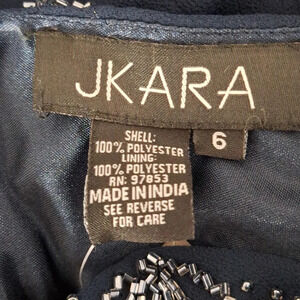 JKARA
6
SHELL:
100% POLYESTER
LINING:
100% POLYESTER
RN: 97853
MADE IN INDIA
SEE REVERSE
FOR CARE